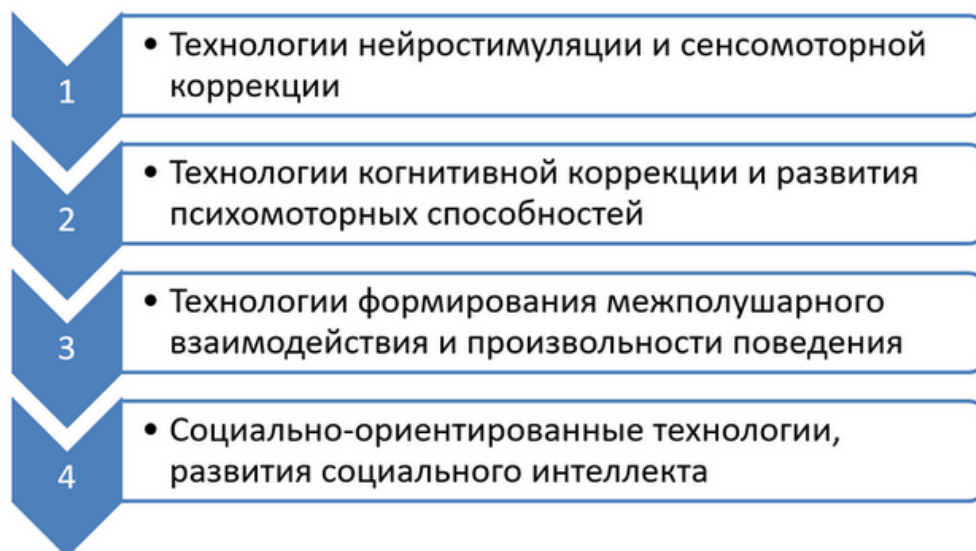 1
• Технологии нейростимуляции и сенсомоторной
коррекции
2
• Технологии когнитивной коррекции и развития
психомоторных способностей
3
• Технологии формирования межполушарного
взаимодействия и произвольности поведения
4
• Социально-ориентированные технологии,
развития социального интеллекта